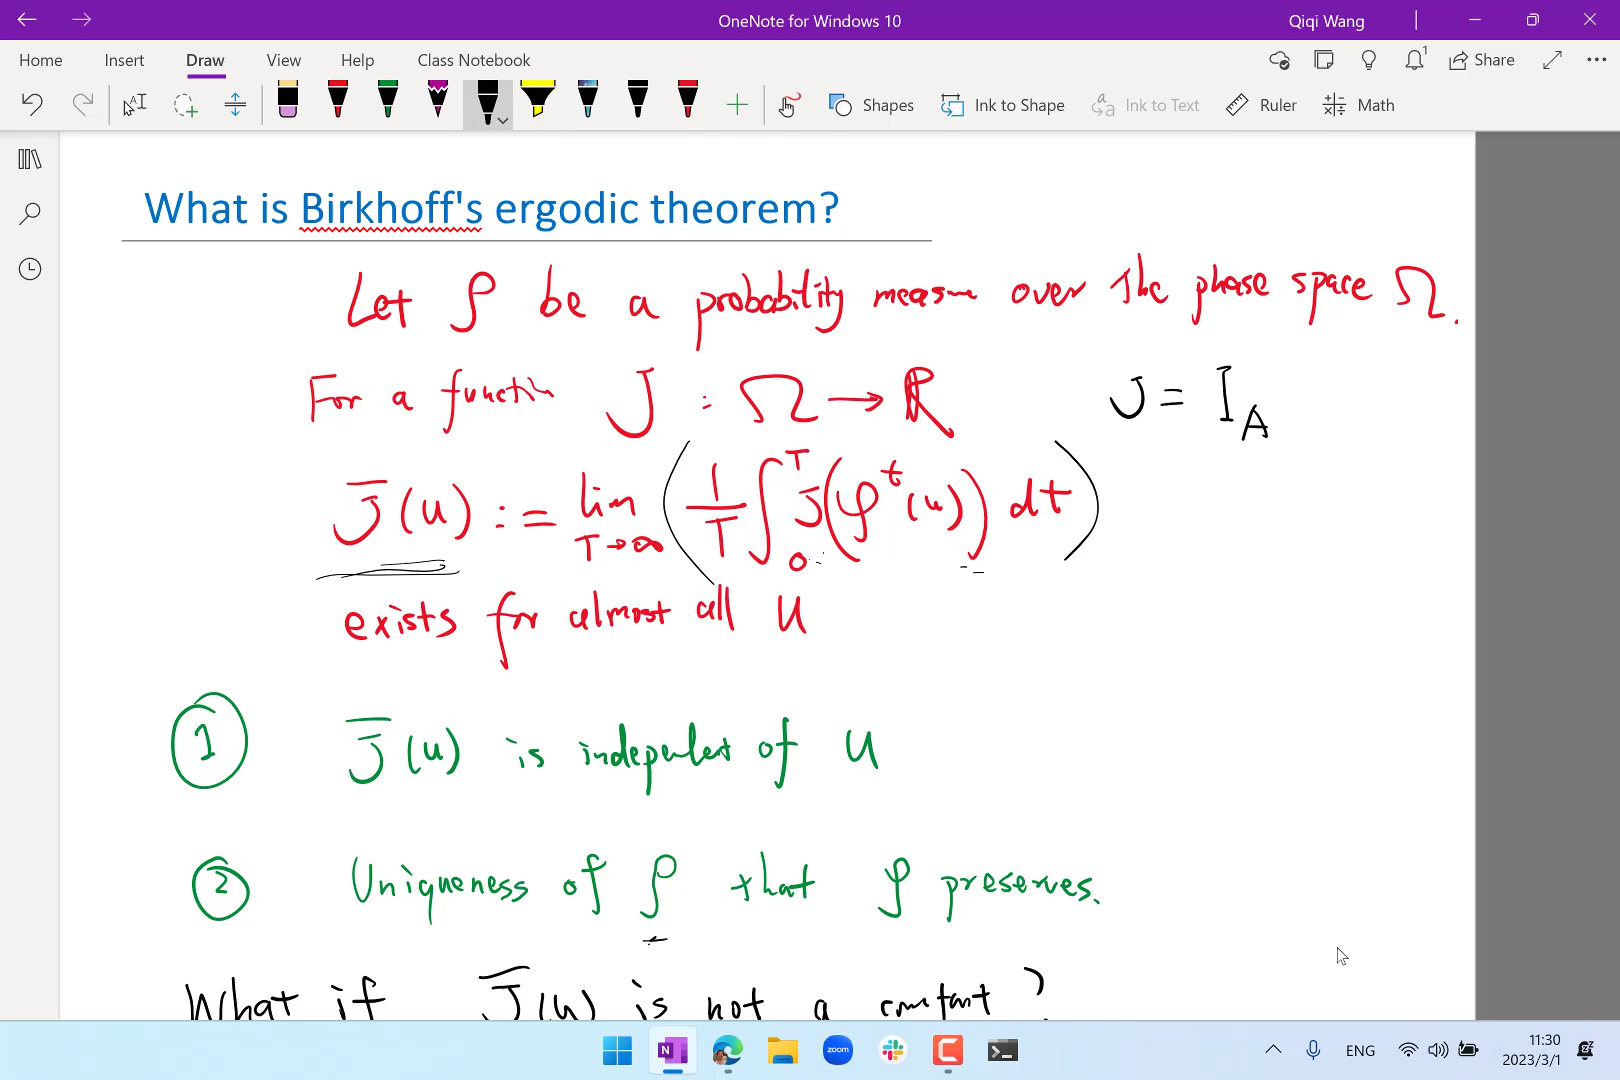 OneNote for Windows 10
Qiqi Wang
Home Insert Draw View Help Class Notebook
1 Share
Shapes Ink to Shape Ink to Text Ruler Math
What is Birkhoff's ergodic theorem?
Let ρ be a probability measure over the phase space Ω.
For a function J : Ω → ℝ J = I_A
J̅(u) := lim_{T→∞} ( 1/T ∫_0^T J(φ^t(u)) dt )
exists for almost all u
① J̅(u) is independent of u
② Uniqueness of ρ that φ preserves.
What if J̅(u) is not a constant?
zoom
ENG
11:30
2023/3/1